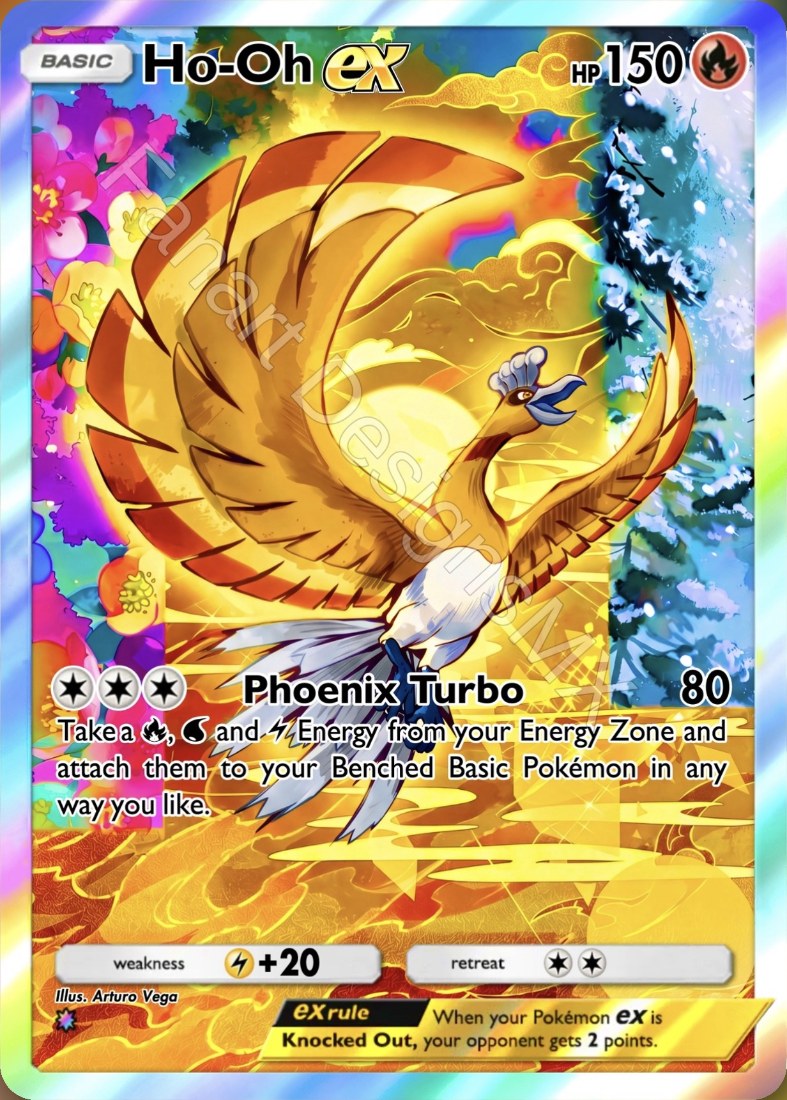 BASIC Ho-Oh ex HP 150
Fanart DesignsMX
Phoenix Turbo 80
Take a , and Energy from your Energy Zone and
attach them to your Benched Basic Pokémon in any
way you like.
weakness +20 retreat
Illus. Arturo Vega
ex rule When your Pokémon ex is
Knocked Out, your opponent gets 2 points.